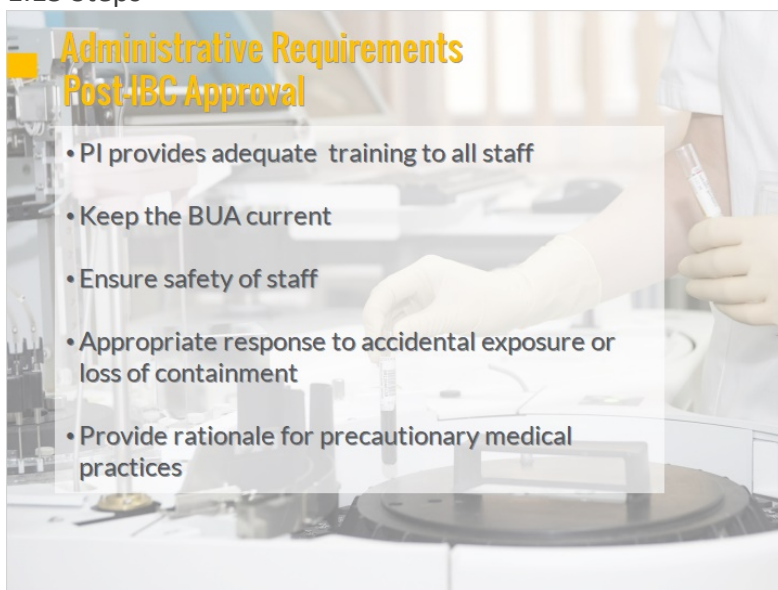 Administrative Requirements
Post-IBC Approval
• PI provides adequate  training to all staff
• Keep the BUA current
• Ensure safety of staff
• Appropriate response to accidental exposure or
loss of containment
• Provide rationale for precautionary medical
practices